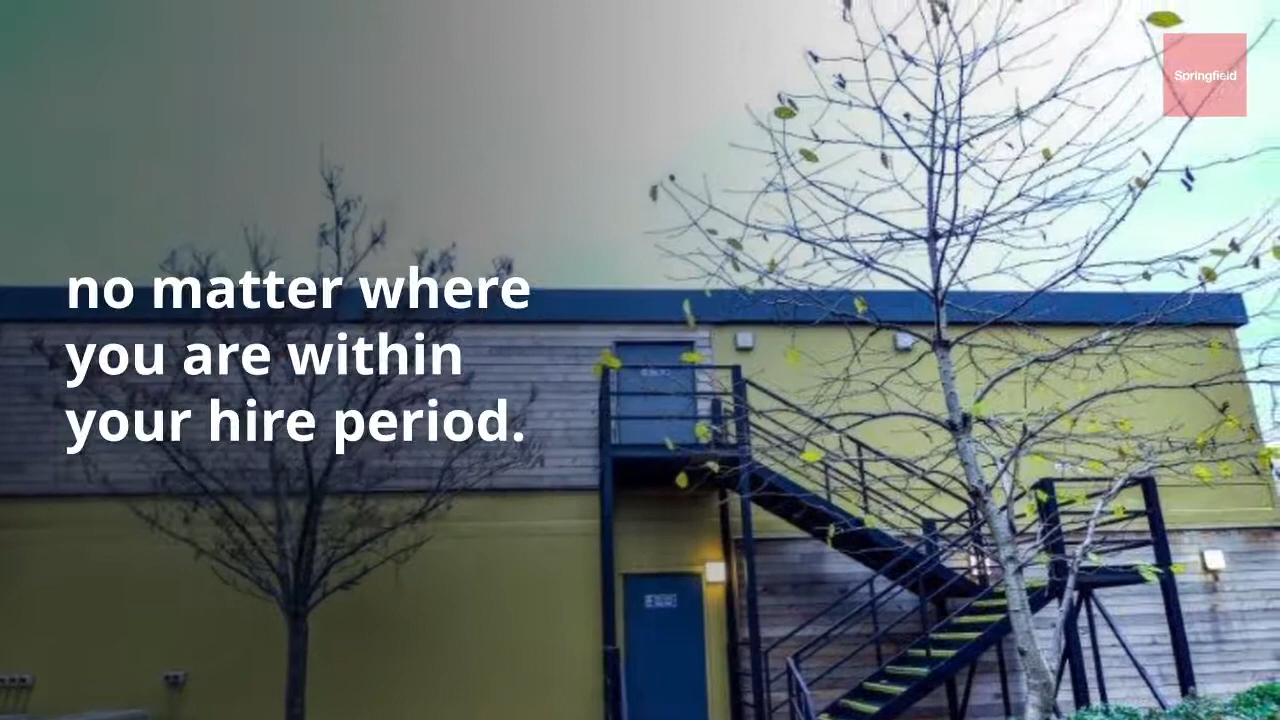 Springfield
no matter where
you are within
your hire period.